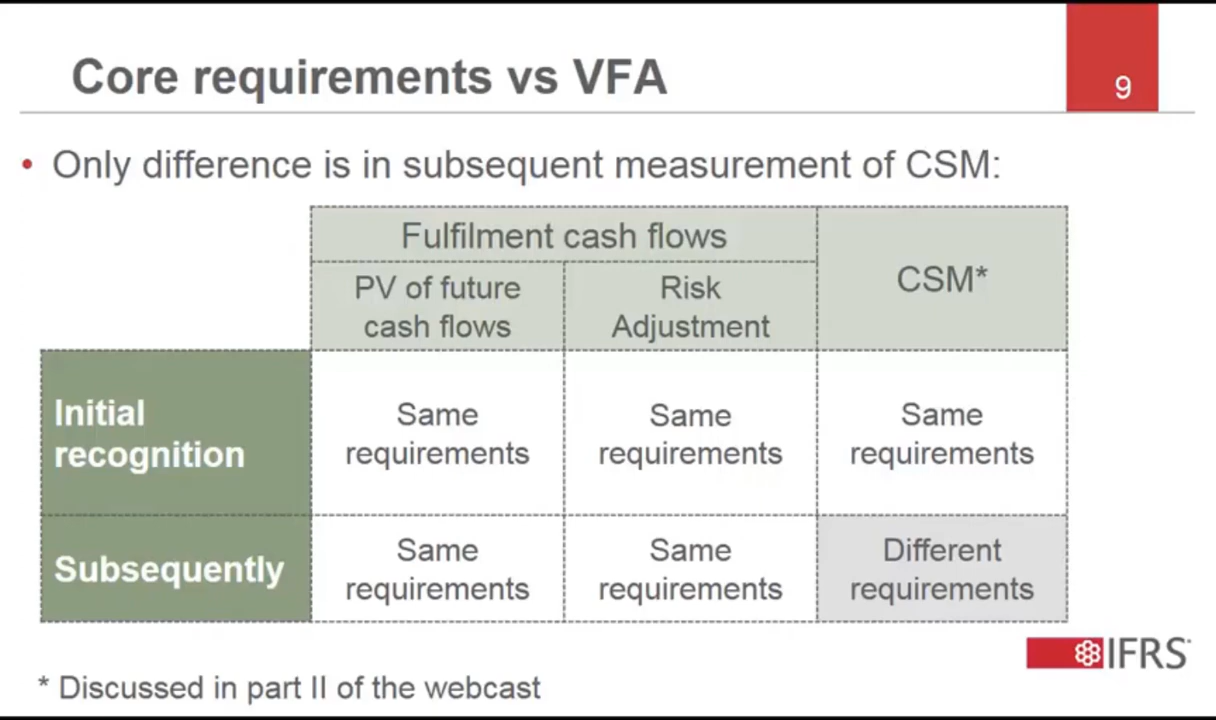 Core requirements vs VFA
9
• Only difference is in subsequent measurement of CSM:
Fulfilment cash flows
CSM*
PV of future
cash flows
Risk
Adjustment
Initial
recognition
Same
requirements
Same
requirements
Same
requirements
Subsequently
Same
requirements
Same
requirements
Different
requirements
IFRS
* Discussed in part II of the webcast